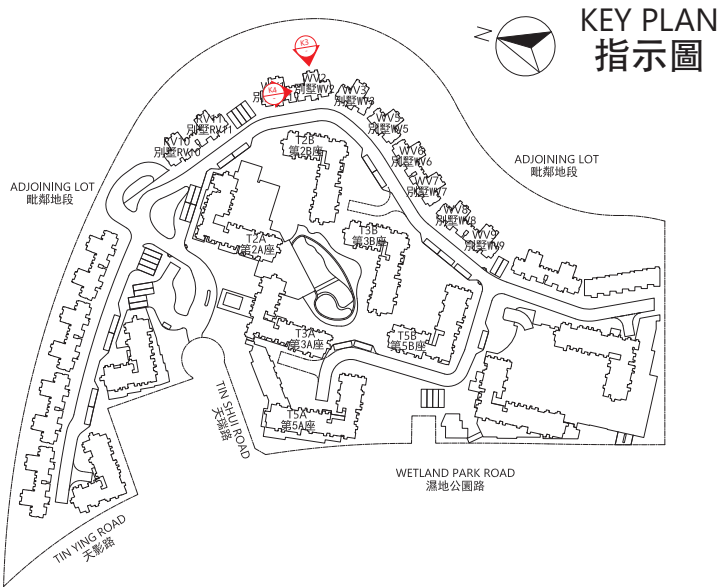 KEY PLAN
指示圖
N
K3
K4
WV2
別墅WV2
WV3
別墅WV3
WV5
別墅WV5
WV6
別墅WV6
WV7
別墅WV7
WV8
別墅WV8
WV9
別墅WV9
RV11
別墅RV11
RV10
別墅RV10
ADJOINING LOT
毗鄰地段
ADJOINING LOT
毗鄰地段
T2B
第2B座
T2A
第2A座
T3B
第3B座
T3A
第3A座
T5B
第5B座
T5A
第5A座
TIN SHUI ROAD
天瑞路
WETLAND PARK ROAD
濕地公園路
TIN YING ROAD
天影路